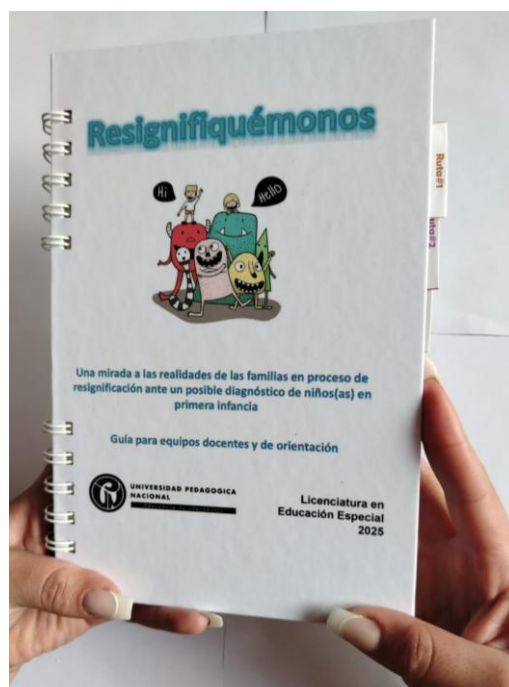 Resignifiquémonos
Hi
Hello
Ruta#1
uta#2
Una mirada a las realidades de las familias en proceso de
resignificación ante un posible diagnóstico de niños(as) en
primera infancia
Guía para equipos docentes y de orientación
UNIVERSIDAD PEDAGOGICA
NACIONAL
Licenciatura en
Educación Especial
2025